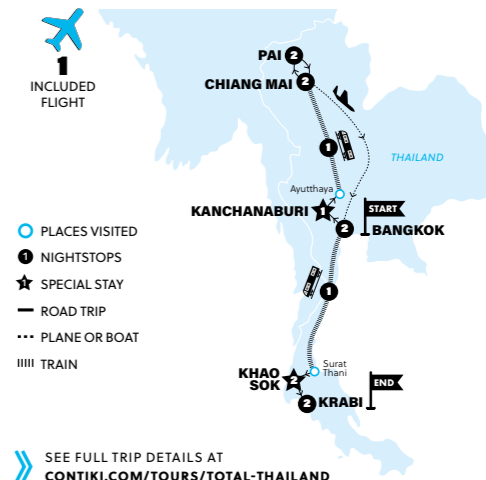 1
INCLUDED
FLIGHT
PAI 2
CHIANG MAI 2
1
THAILAND
Ayutthaya
KANCHANABURI 1
START
2 BANGKOK
PLACES VISITED
1 NIGHTSTOPS
1 SPECIAL STAY
ROAD TRIP
PLANE OR BOAT
TRAIN
1
Surat
Thani
KHAO
SOK 2
END
2 KRABI
SEE FULL TRIP DETAILS AT
CONTIKI.COM/TOURS/TOTAL-THAILAND